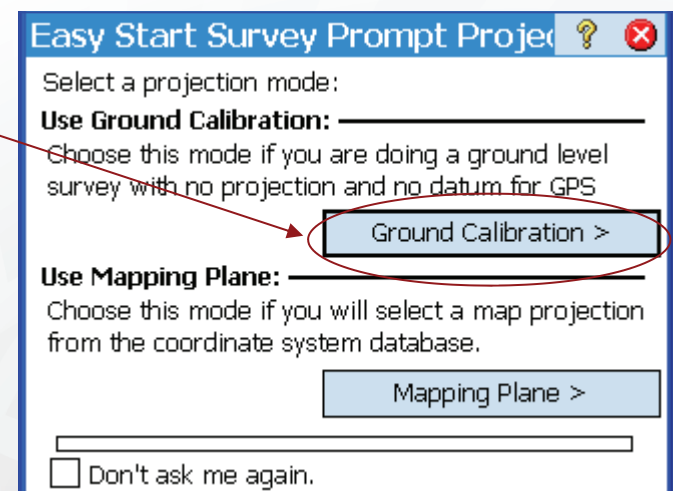 Easy Start Survey Prompt Projec
Select a projection mode:
Use Ground Calibration:
Choose this mode if you are doing a ground level
survey with no projection and no datum for GPS
Ground Calibration >
Use Mapping Plane:
Choose this mode if you will select a map projection
from the coordinate system database.
Mapping Plane >
Don't ask me again.